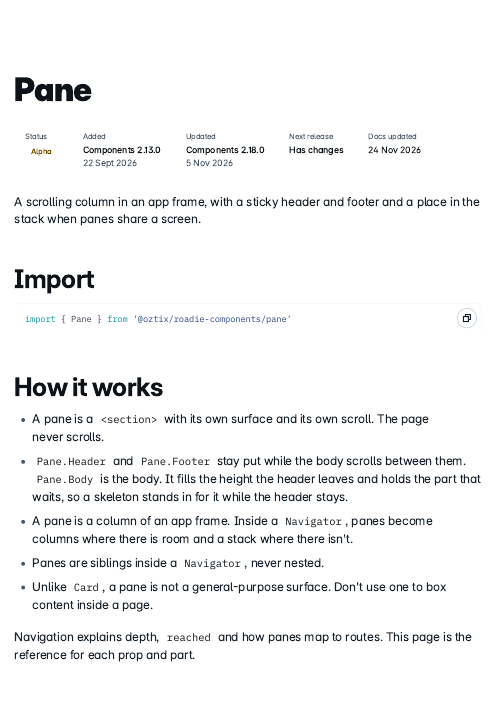 Pane
Status
Added
Updated
Next release
Docs updated
Alpha
Components 2.13.0
Components 2.18.0
Has changes
24 Nov 2026
22 Sept 2026
5 Nov 2026
A scrolling column in an app frame, with a sticky header and footer and a place in the
stack when panes share a screen.
Import
import { Pane } from '@oztix/roadie-components/pane'
How it works
• A pane is a <section> with its own surface and its own scroll. The page
never scrolls.
• Pane.Header and Pane.Footer stay put while the body scrolls between them.
Pane.Body is the body. It fills the height the header leaves and holds the part that
waits, so a skeleton stands in for it while the header stays.
• A pane is a column of an app frame. Inside a Navigator, panes become
columns where there is room and a stack where there isn't.
• Panes are siblings inside a Navigator, never nested.
• Unlike Card, a pane is not a general-purpose surface. Don't use one to box
content inside a page.
Navigation explains depth, reached and how panes map to routes. This page is the
reference for each prop and part.